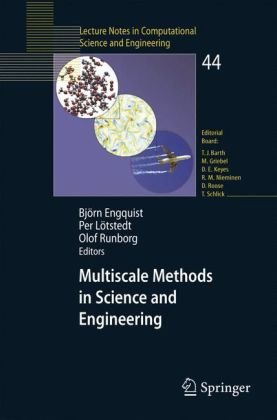 Lecture Notes in Computational
Science and Engineering
44
Editorial
Board:
T. J. Barth
M. Griebel
D. E. Keyes
R. M. Nieminen
D. Roose
T. Schlick
Björn Engquist
Per Lötstedt
Olof Runborg
Editors
Multiscale Methods
in Science and
Engineering
Springer